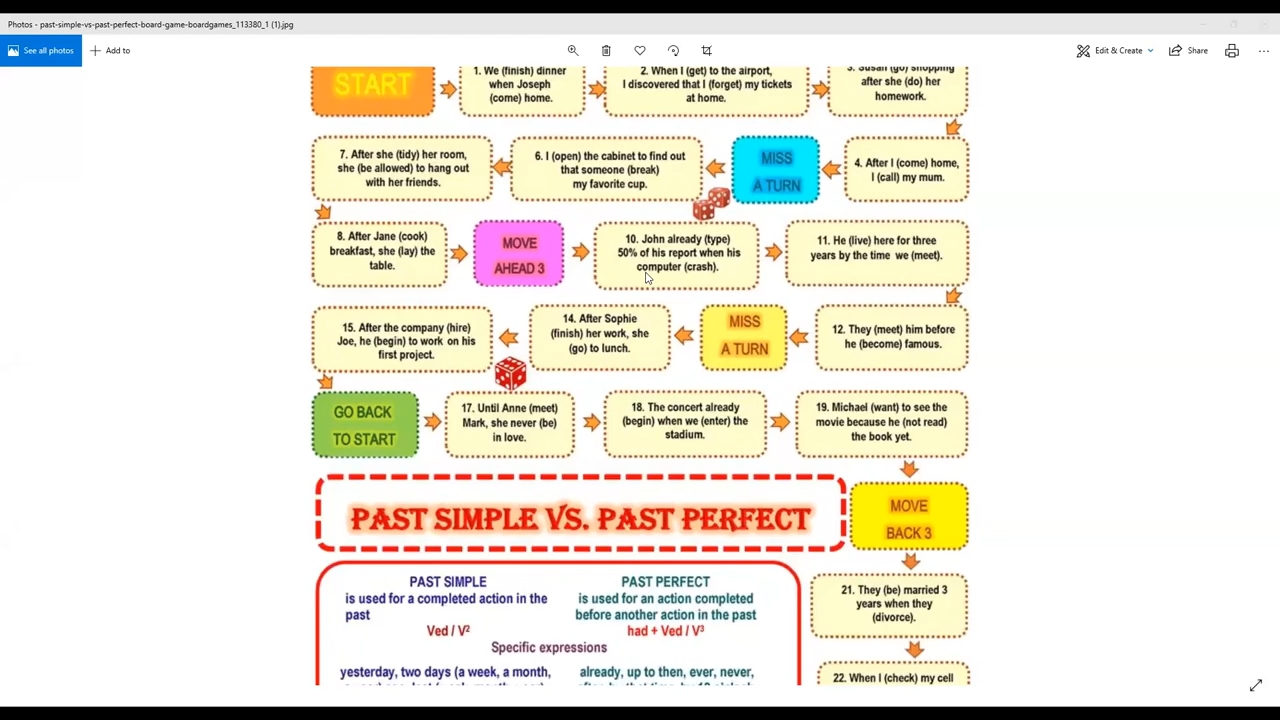 Photos - past-simple-vs-past-perfect-board-game-boardgames_113380_1 (1).jpg
See all photos
Add to
Edit & Create
Share
START
1. We (finish) dinner
when Joseph
(come) home.
2. When I (get) to the airport,
I discovered that I (forget) my tickets
at home.
3. Susan (go) shopping
after she (do) her
homework.
7. After she (tidy) her room,
she (be allowed) to hang out
with her friends.
6. I (open) the cabinet to find out
that someone (break)
my favorite cup.
MISS
A TURN
4. After I (come) home,
I (call) my mum.
8. After Jane (cook)
breakfast, she (lay) the
table.
MOVE
AHEAD 3
10. John already (type)
50% of his report when his
computer (crash).
11. He (live) here for three
years by the time we (meet).
15. After the company (hire)
Joe, he (begin) to work on his
first project.
14. After Sophie
(finish) her work, she
(go) to lunch.
MISS
A TURN
12. They (meet) him before
he (become) famous.
GO BACK
TO START
17. Until Anne (meet)
Mark, she never (be)
in love.
18. The concert already
(begin) when we (enter) the
stadium.
19. Michael (want) to see the
movie because he (not read)
the book yet.
PAST SIMPLE VS. PAST PERFECT
MOVE
BACK 3
PAST SIMPLE
is used for a completed action in the
past
Ved / V²
PAST PERFECT
is used for an action completed
before another action in the past
had + Ved / V³
Specific expressions
yesterday, two days (a week, a month,
already, up to then, ever, never,
21. They (be) married 3
years when they
(divorce).
22. When I (check) my cell